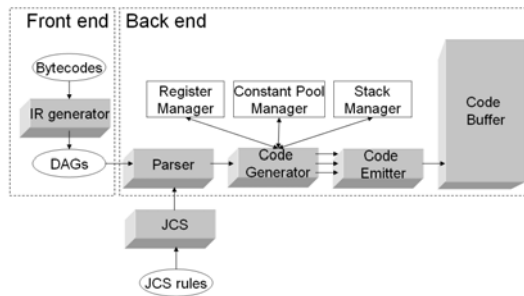 Front end
Back end
Bytecodes
IR generator
DAGs
Register
Manager
Constant Pool
Manager
Stack
Manager
Code
Buffer
Parser
Code
Generator
Code
Emitter
JCS
JCS rules